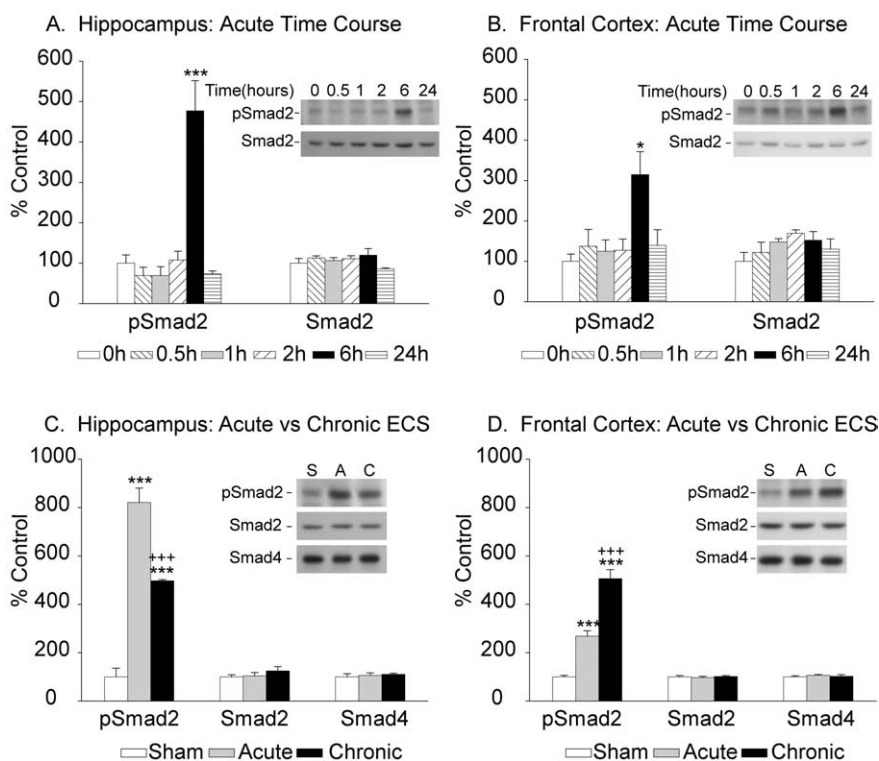 A. Hippocampus: Acute Time Course
600
500
400
300
200
100
0
% Control
***
Time(hours) 0 0.5 1 2 6 24
pSmad2-
Smad2-
pSmad2 Smad2
0h 0.5h 1h 2h 6h 24h
B. Frontal Cortex: Acute Time Course
600
500
400
300
200
100
0
% Control
*
Time(hours) 0 0.5 1 2 6 24
pSmad2-
Smad2-
pSmad2 Smad2
0h 0.5h 1h 2h 6h 24h
C. Hippocampus: Acute vs Chronic ECS
1000
800
600
400
200
0
% Control
***
+++
***
S A C
pSmad2-
Smad2-
Smad4-
pSmad2 Smad2 Smad4
Sham Acute Chronic
D. Frontal Cortex: Acute vs Chronic ECS
1000
800
600
400
200
0
% Control
***
+++
***
S A C
pSmad2-
Smad2-
Smad4-
pSmad2 Smad2 Smad4
Sham Acute Chronic